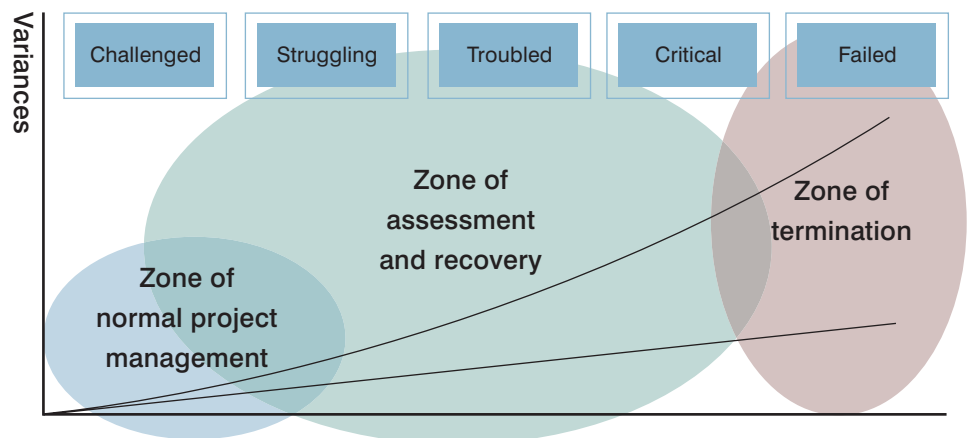 Variances
Challenged
Struggling
Troubled
Critical
Failed
Zone of
assessment
and recovery
Zone of
termination
Zone of
normal project
management